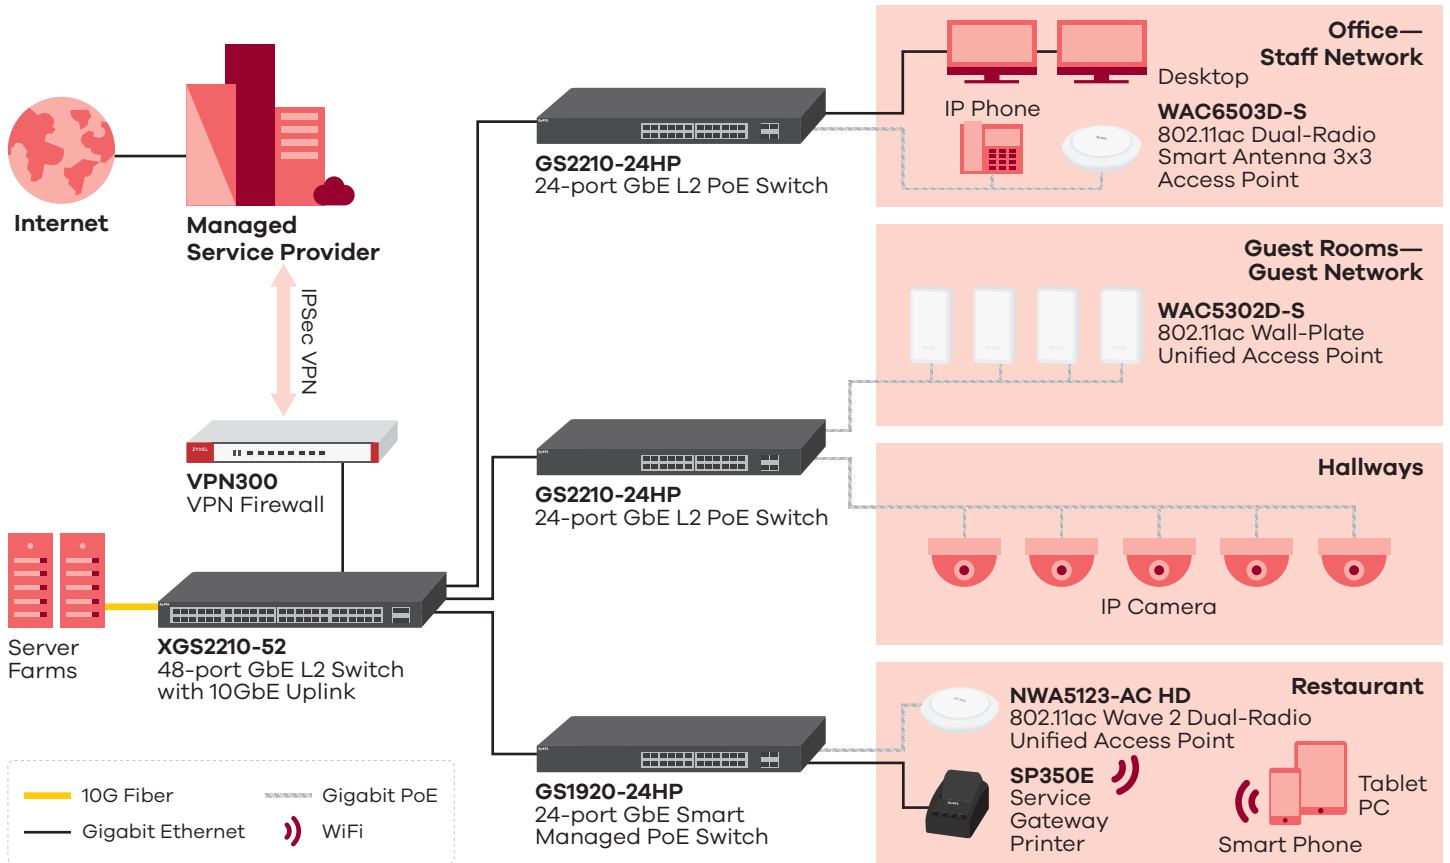 Internet
Managed
Service Provider
IPSec VPN
ZYXEL
VPN300
VPN Firewall
Server
Farms
XGS2210-52
48-port GbE L2 Switch
with 10GbE Uplink
10G Fiber
Gigabit PoE
Gigabit Ethernet
WiFi
GS2210-24HP
24-port GbE L2 PoE Switch
GS2210-24HP
24-port GbE L2 PoE Switch
GS1920-24HP
24-port GbE Smart
Managed PoE Switch
Office—
Staff Network
Desktop
IP Phone
WAC6503D-S
802.11ac Dual-Radio
Smart Antenna 3x3
Access Point
Guest Rooms—
Guest Network
WAC5302D-S
802.11ac Wall-Plate
Unified Access Point
Hallways
IP Camera
Restaurant
NWA5123-AC HD
802.11ac Wave 2 Dual-Radio
Unified Access Point
SP350E
Service
Gateway
Printer
Tablet
PC
Smart Phone